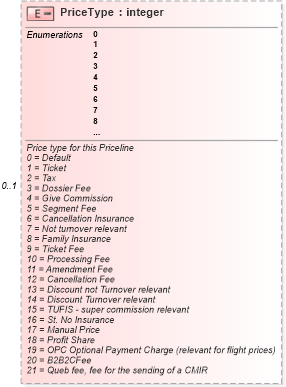 E PriceType : integer
Enumerations 0
1
2
3
4
5
6
7
8
...
Price type for this Priceline
0 = Default
1 = Ticket
2 = Tax
0..1
3 = Dossier Fee
4 = Give Commission
5 = Segment Fee
6 = Cancellation Insurance
7 = Not turnover relevant
8 = Family Insurance
9 = Ticket Fee
10 = Processing Fee
11 = Amendment Fee
12 = Cancellation Fee
13 = Discount not Turnover relevant
14 = Discount Turnover relevant
15 = TUFIS - super commission relevant
16 = St. No Insurance
17 = Manual Price
18 = Profit Share
19 = OPC Optional Payment Charge (relevant for flight prices)
20 = B2B2CFee
21 = Queb fee, fee for the sending of a CMIR